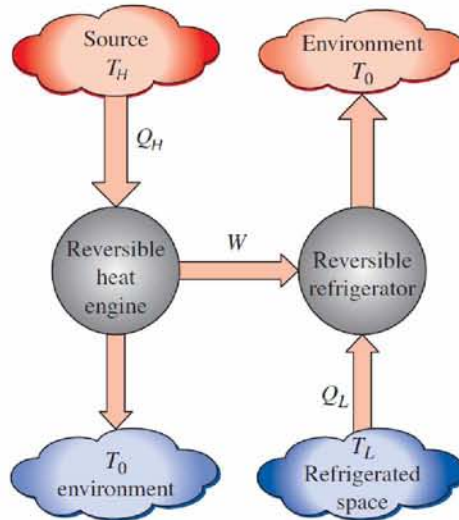 Source
T_H
Environment
T_0
Q_H
Reversible
heat
engine
W
Reversible
refrigerator
Q_L
T_0
environment
T_L
Refrigerated
space